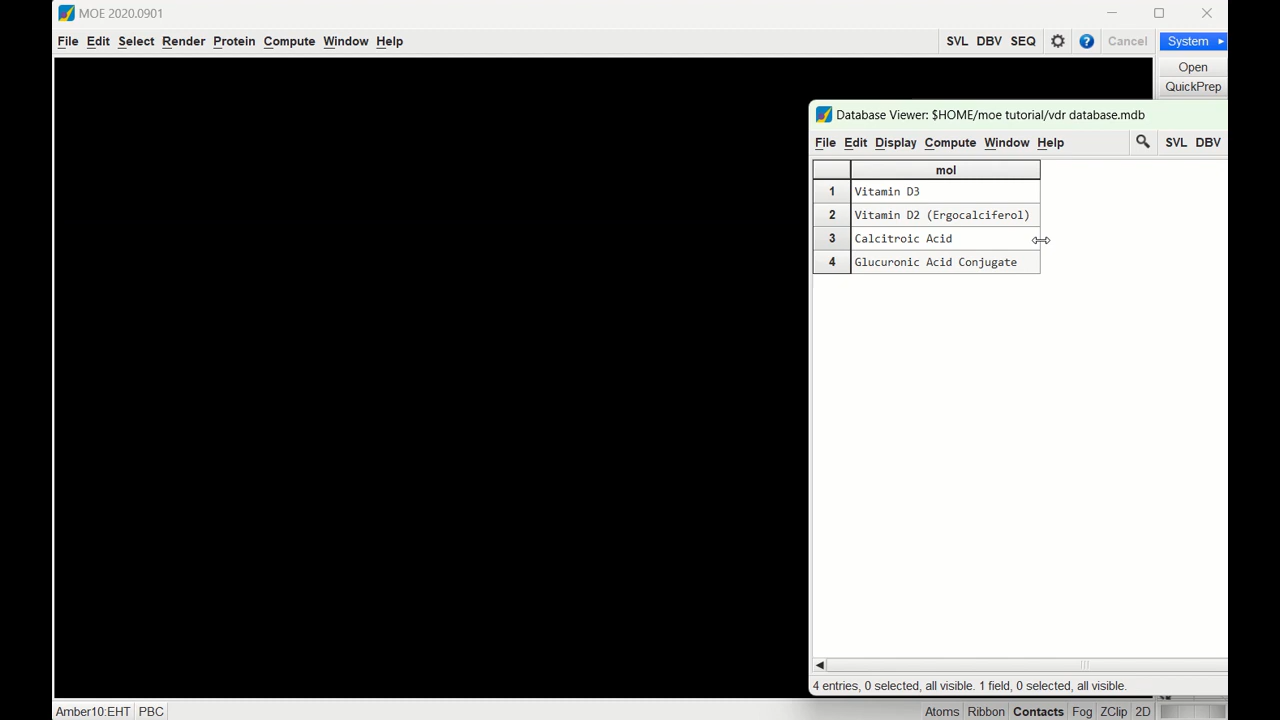 MOE 2020.0901
File Edit Select Render Protein Compute Window Help SVL DBV SEQ Cancel System
Open
QuickPrep
Database Viewer: $HOME/moe tutorial/vdr database.mdb
File Edit Display Compute Window Help SVL DBV
mol
1 Vitamin D3
2 Vitamin D2 (Ergocalciferol)
3 Calcitroic Acid
4 Glucuronic Acid Conjugate
4 entries, 0 selected, all visible. 1 field, 0 selected, all visible.
Amber10:EHT PBC Atoms Ribbon Contacts Fog ZClip 2D